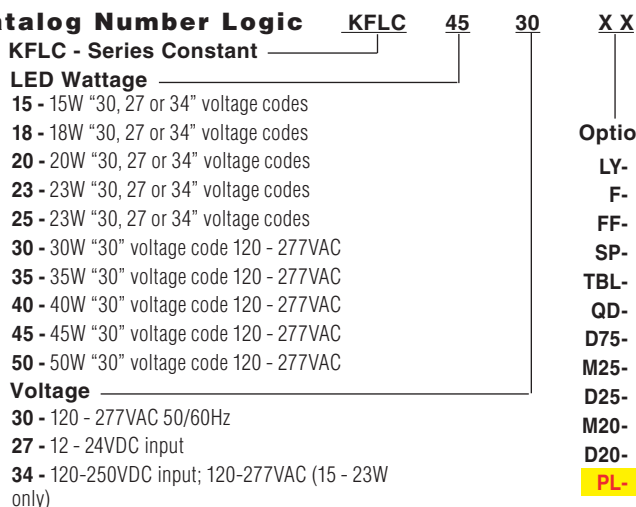 atalog Number Logic KFLC 45 30 X X
KFLC - Series Constant
LED Wattage
15 - 15W “30, 27 or 34” voltage codes
18 - 18W “30, 27 or 34” voltage codes
20 - 20W “30, 27 or 34” voltage codes
23 - 23W “30, 27 or 34” voltage codes
25 - 23W “30, 27 or 34” voltage codes
30 - 30W “30” voltage code 120 - 277VAC
35 - 35W “30” voltage code 120 - 277VAC
40 - 40W “30” voltage code 120 - 277VAC
45 - 45W “30” voltage code 120 - 277VAC
50 - 50W “30” voltage code 120 - 277VAC
Voltage
30 - 120 - 277VAC 50/60Hz
27 - 12 - 24VDC input
34 - 120-250VDC input; 120-277VAC (15 - 23W
only)
Optio
LY-
F-
FF-
SP-
TBL-
QD-
D75-
M25-
D25-
M20-
D20-
PL-